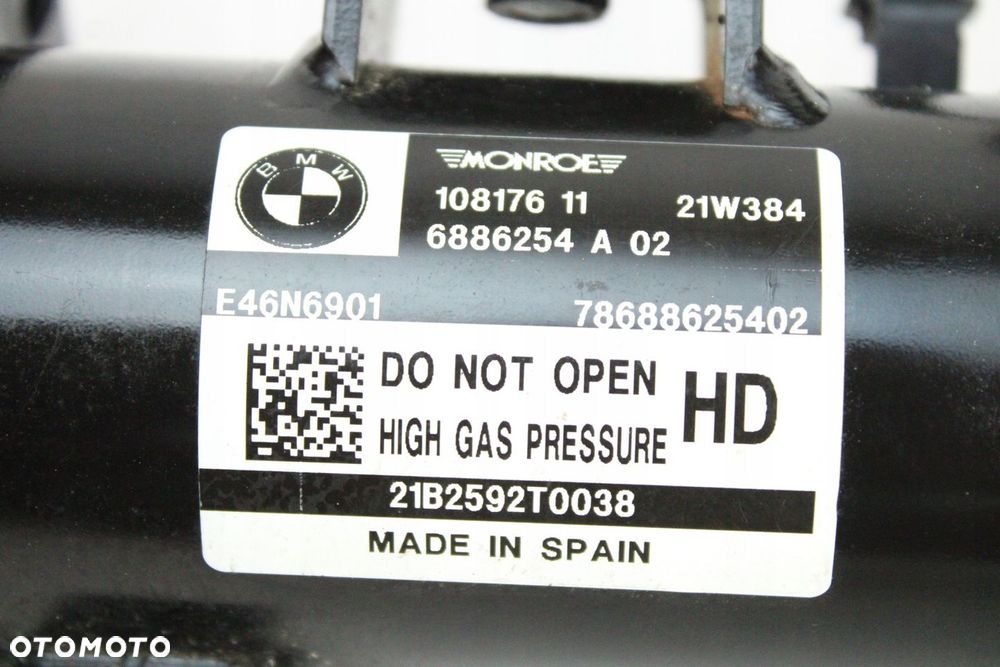 BMW
MONROE
108176 11 21W384
6886254 A 02
E46N6901 78688625402
DO NOT OPEN
HD
HIGH GAS PRESSURE
21B2592T0038
MADE IN SPAIN
OTOMOTO